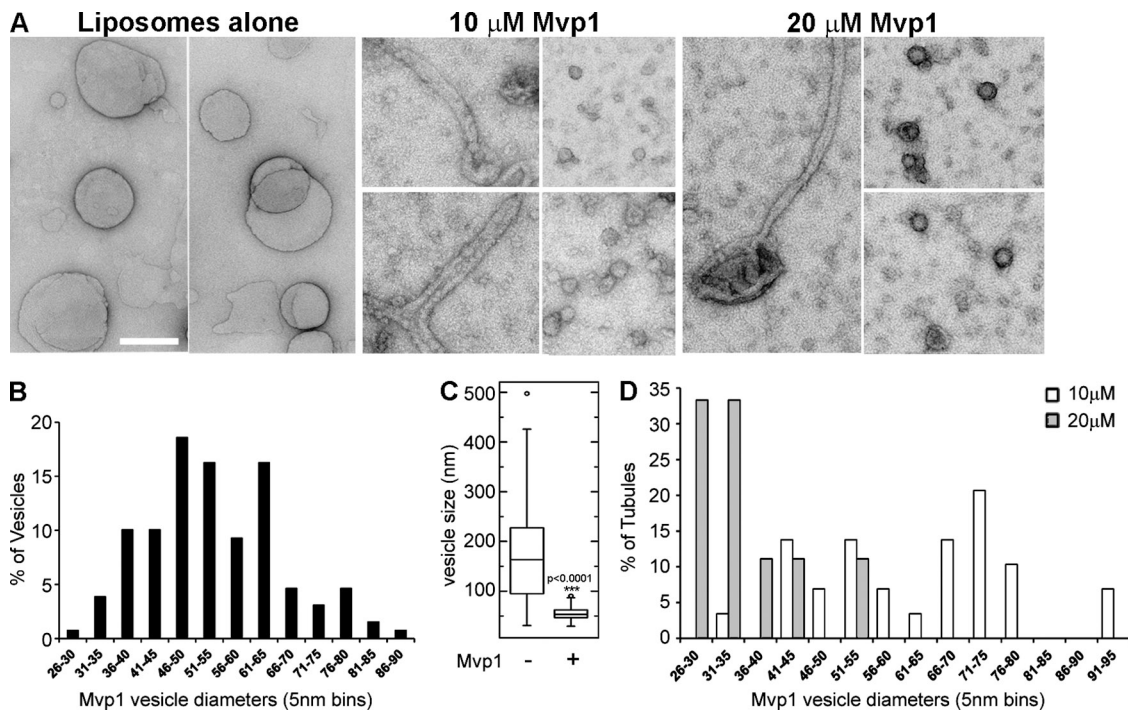 A Liposomes alone 10 μM Mvp1 20 μM Mvp1
B
% of Vesicles
20
15
10
5
0
26-30 31-35 36-40 41-45 46-50 51-55 56-60 61-65 66-70 71-75 76-80 81-85 86-90
Mvp1 vesicle diameters (5nm bins)
C
vesicle size (nm)
500
400
300
200
100
p<0.0001
***
Mvp1 - +
D
% of Tubules
35
30
25
20
15
10
5
0
10μM
20μM
26-30 31-35 36-40 41-45 46-50 51-55 56-60 61-65 66-70 71-75 76-80 81-85 86-90 91-95
Mvp1 vesicle diameters (5nm bins)